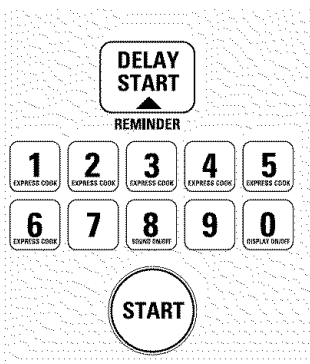 DELAY
START
REMINDER
1 2 3 4 5
EXPRESS COOK EXPRESS COOK EXPRESS COOK EXPRESS COOK EXPRESS COOK
6 7 8 9 0
EXPRESS COOK SOUND ON/OFF DISPLAY ON/OFF
START